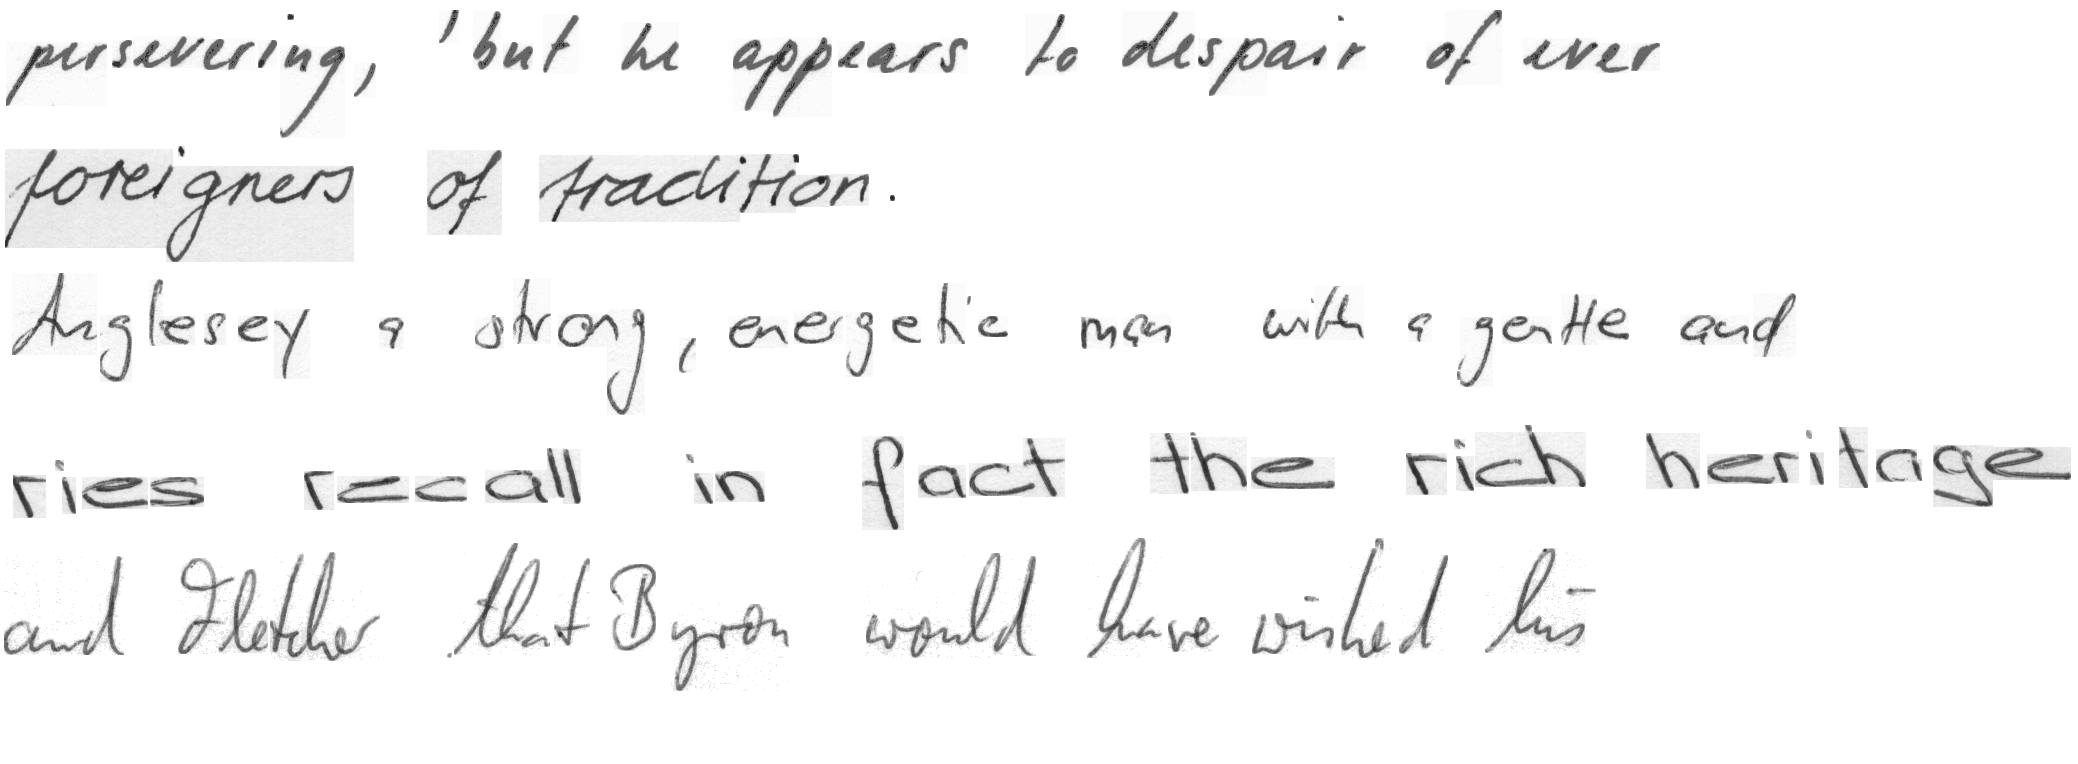 persevering, 'but he appears to despair of ever
foreigners of tradition.
Anglesey a strong, energetic man with a gentle and
ries recall in fact the rich heritage
and Fletcher that Byron would have wished his